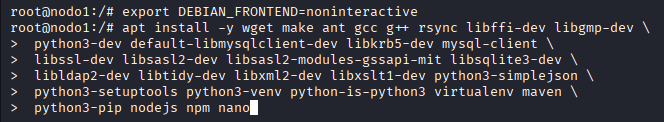 root@nodo1:/# export DEBIAN_FRONTEND=noninteractive
root@nodo1:/# apt install -y wget make ant gcc g++ rsync libffi-dev libgmp-dev \
>  python3-dev default-libmysqlclient-dev libkrb5-dev mysql-client \
>  libssl-dev libsasl2-dev libsasl2-modules-gssapi-mit libsqlite3-dev \
>  libldap2-dev libtidy-dev libxml2-dev libxslt1-dev python3-simplejson \
>  python3-setuptools python3-venv python-is-python3 virtualenv maven \
>  python3-pip nodejs npm nano